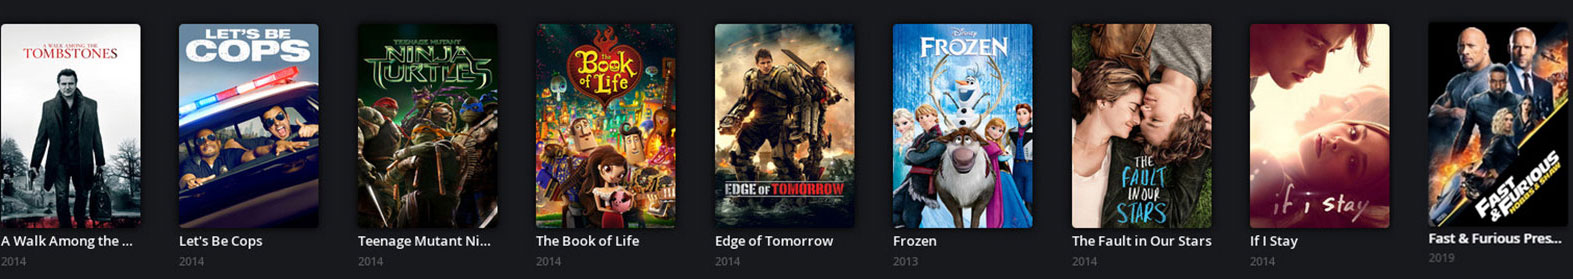 A WALK AMONG THE
TOMBSTONES
A Walk Among the ...
2014
LET'S BE
COPS
Let's Be Cops
2014
TEENAGE MUTANT
NINJA
TURTLES
Teenage Mutant Ni...
2014
The
Book
of Life
The Book of Life
2014
EDGE OF TOMORROW
Edge of Tomorrow
2014
Disney
FROZEN
Frozen
2013
THE
FAULT
IN OUR
STARS
The Fault in Our Stars
2014
if i stay
If I Stay
2014
FAST
& FURIOUS
HOBBS & SHAW
Fast & Furious Pres...
2019